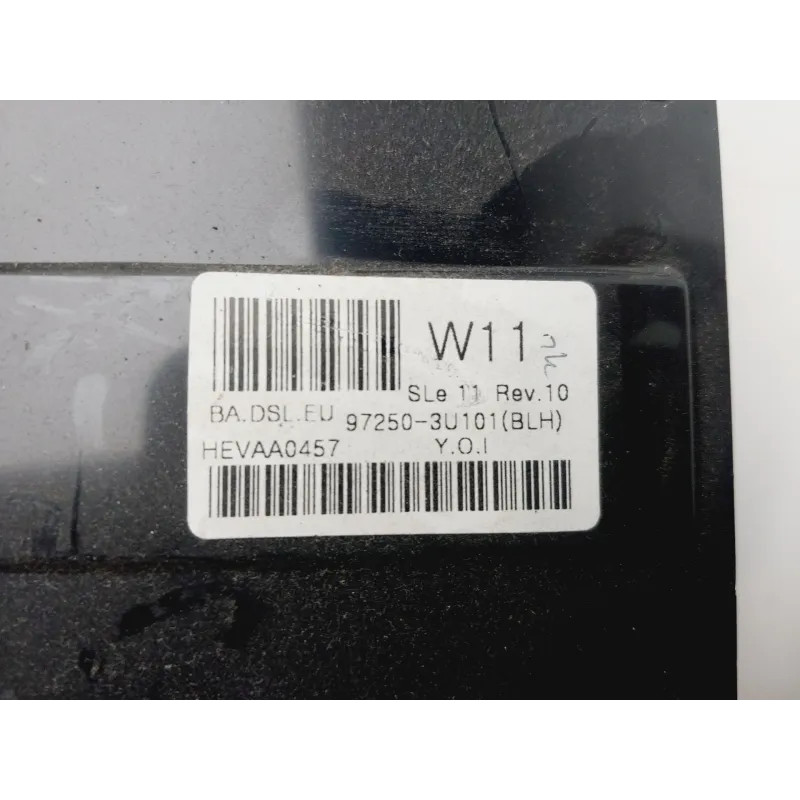 W11
SLe 11 Rev.10
BA.DSL.EU 97250-3U101(BLH)
HEVAA0457 Y.O.I